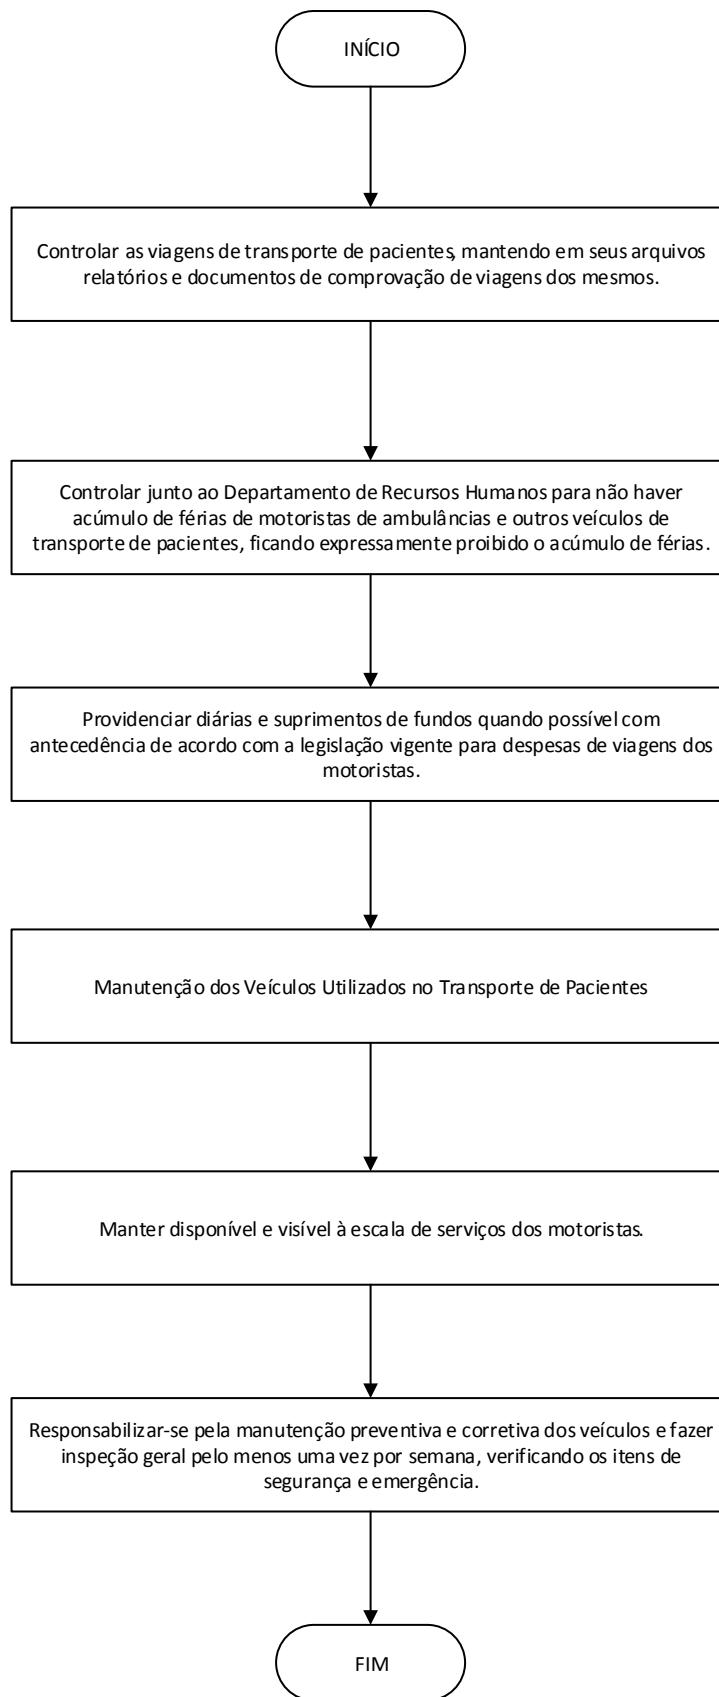 INÍCIO
Controlar as viagens de transporte de pacientes, mantendo em seus arquivos
relatórios e documentos de comprovação de viagens dos mesmos.
Controlar junto ao Departamento de Recursos Humanos para não haver
acúmulo de férias de motoristas de ambulâncias e outros veículos de
transporte de pacientes, ficando expressamente proibido o acúmulo de férias.
Providenciar diárias e suprimentos de fundos quando possível com
antecedência de acordo com a legislação vigente para despesas de viagens dos
motoristas.
Manutenção dos Veículos Utilizados no Transporte de Pacientes
Manter disponível e visível à escala de serviços dos motoristas.
Responsabilizar-se pela manutenção preventiva e corretiva dos veículos e fazer
inspeção geral pelo menos uma vez por semana, verificando os itens de
segurança e emergência.
FIM